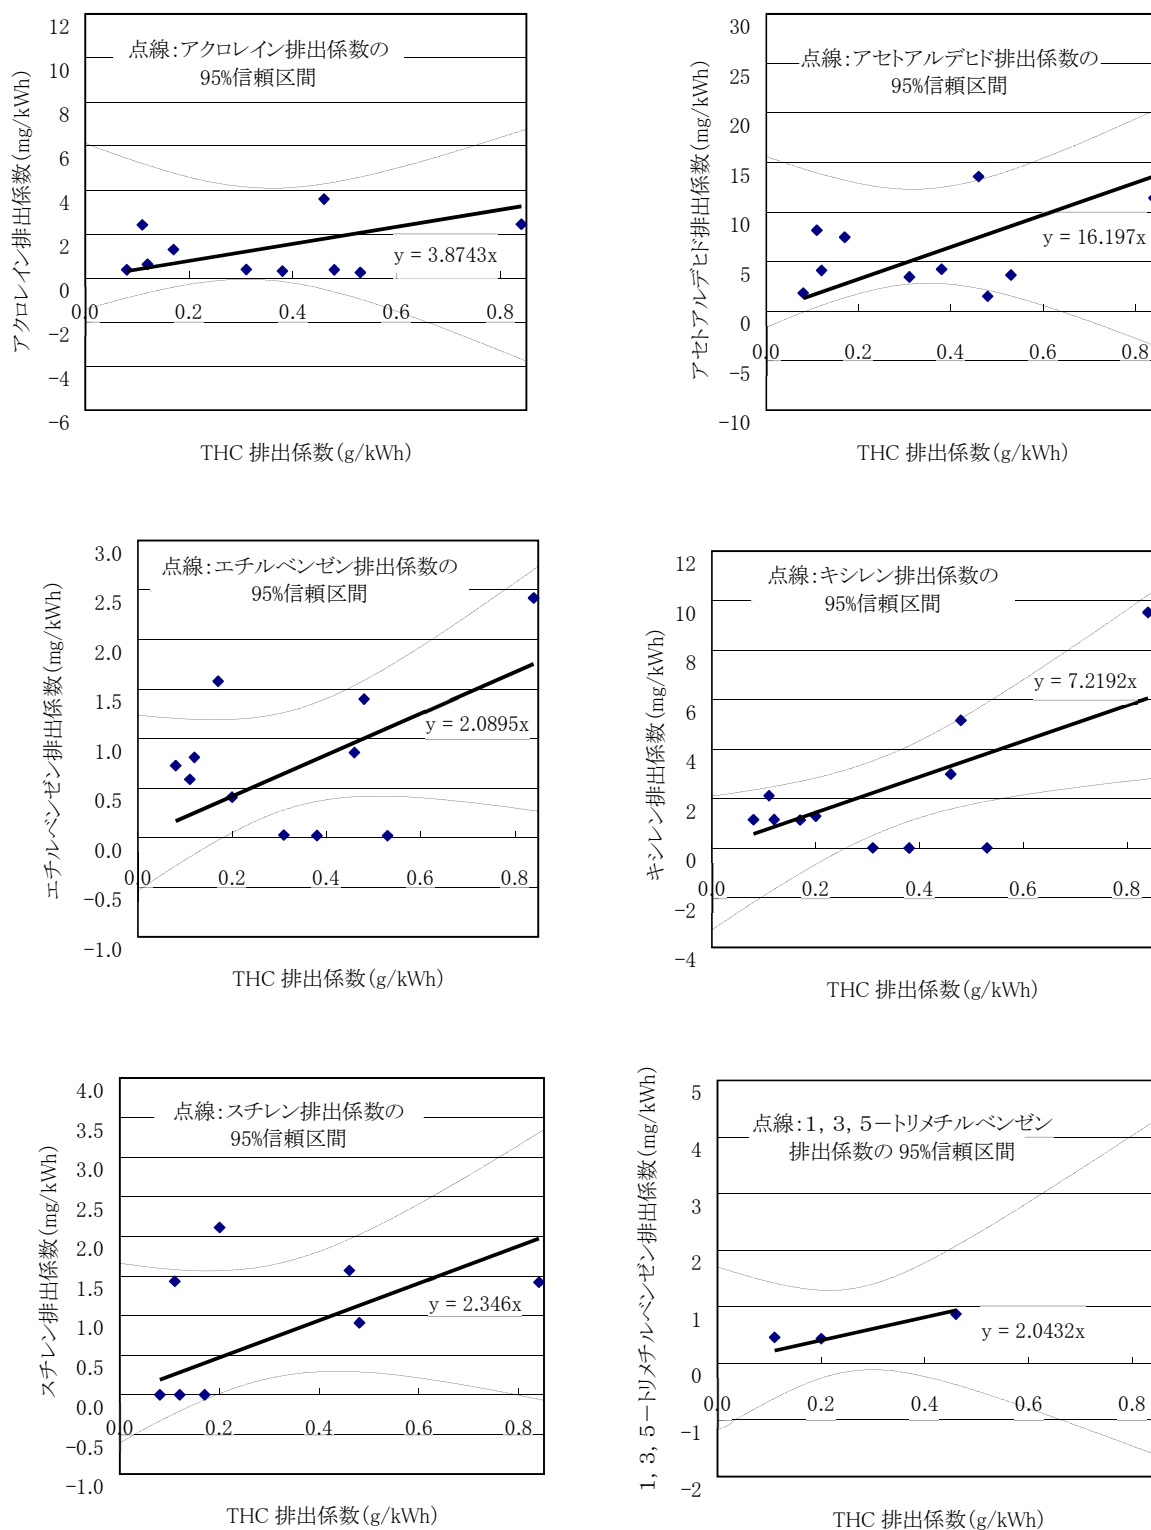 12
10
8
6
4
2
0
−2
−4
−6
点線：アクロレイン排出係数の
95%信頼区間
y = 3.8743x
0.0 0.2 0.4 0.6 0.8
アクロレイン排出係数（mg/kWh）
THC 排出係数（g/kWh）
30
25
20
15
10
5
0
−5
−10
点線：アセトアルデヒド排出係数の
95%信頼区間
y = 16.197x
0.0 0.2 0.4 0.6 0.8
アセトアルデヒド排出係数（mg/kWh）
THC 排出係数（g/kWh）
3.0
2.5
2.0
1.5
1.0
0.5
0.0
−0.5
−1.0
点線：エチルベンゼン排出係数の
95%信頼区間
y = 2.0895x
0.0 0.2 0.4 0.6 0.8
エチルベンゼン排出係数（mg/kWh）
THC 排出係数（g/kWh）
12
10
8
6
4
2
0
−2
−4
点線：キシレン排出係数の
95%信頼区間
y = 7.2192x
0.0 0.2 0.4 0.6 0.8
キシレン排出係数（mg/kWh）
THC 排出係数（g/kWh）
4.0
3.5
3.0
2.5
2.0
1.5
1.0
0.5
0.0
−0.5
−1.0
点線：スチレン排出係数の
95%信頼区間
y = 2.346x
0.0 0.2 0.4 0.6 0.8
スチレン排出係数（mg/kWh）
THC 排出係数（g/kWh）
5
4
3
2
1
0
−1
−2
点線：１，３，５－トリメチルベンゼン
排出係数の 95%信頼区間
y = 2.0432x
0.0 0.2 0.4 0.6 0.8
１，３，５－トリメチルベンゼン排出係数（mg/kWh）
THC 排出係数（g/kWh）